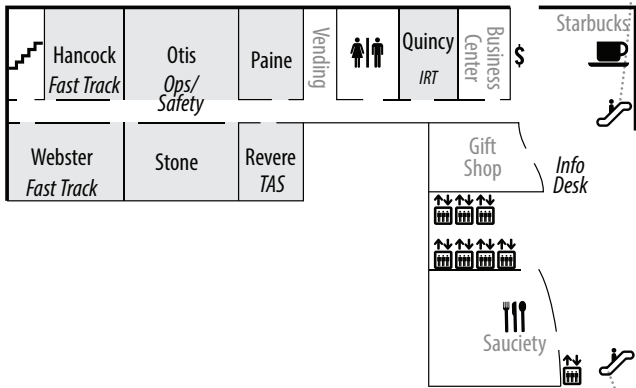 Starbucks
Hancock
Fast Track
Otis
Ops/
Safety
Paine
Vending
Quincy
IRT
Business
Center
$
Webster
Fast Track
Stone
Revere
TAS
Gift
Shop
Info
Desk
Sauciety